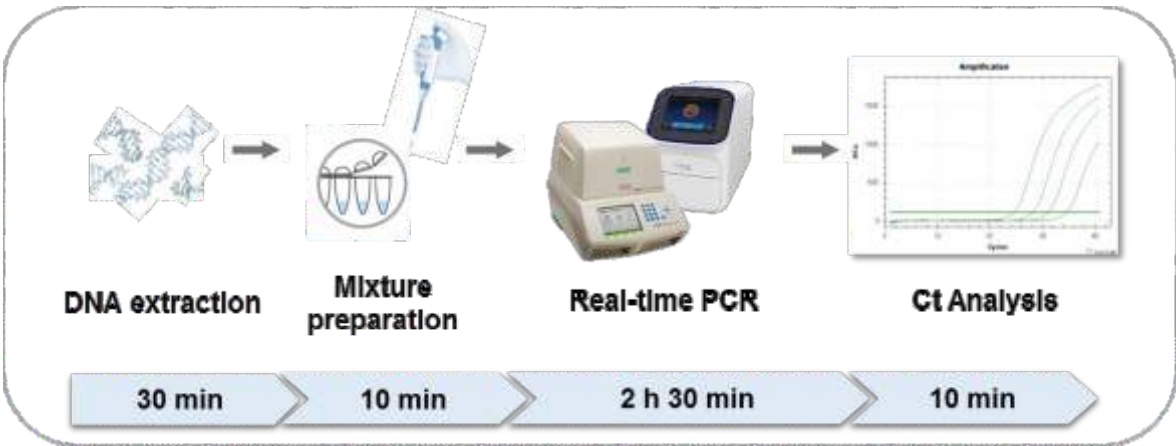 Amplification
DNA extraction
Mixture
preparation
Real-time PCR
Ct Analysis
30 min
10 min
2 h 30 min
10 min